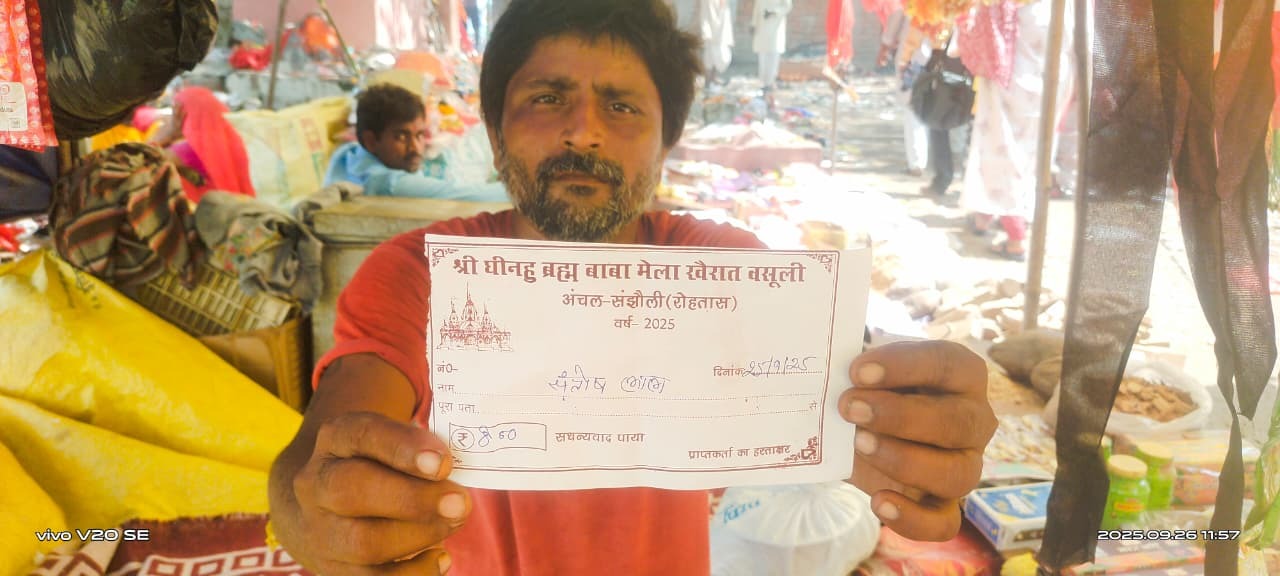 श्री घीनहु ब्रह्म बाबा मेला खैरात वसूली
अंचल-संझौली(रोहतास)
वर्ष- 2025
नं0-
दिनांक 25/9/25
नाम संतोष लाल
पूरा पता से
₹ 800 सधन्यवाद पाया
प्राप्तकर्ता का हस्ताक्षर
vivo V20 SE
2025.09.26 11:57